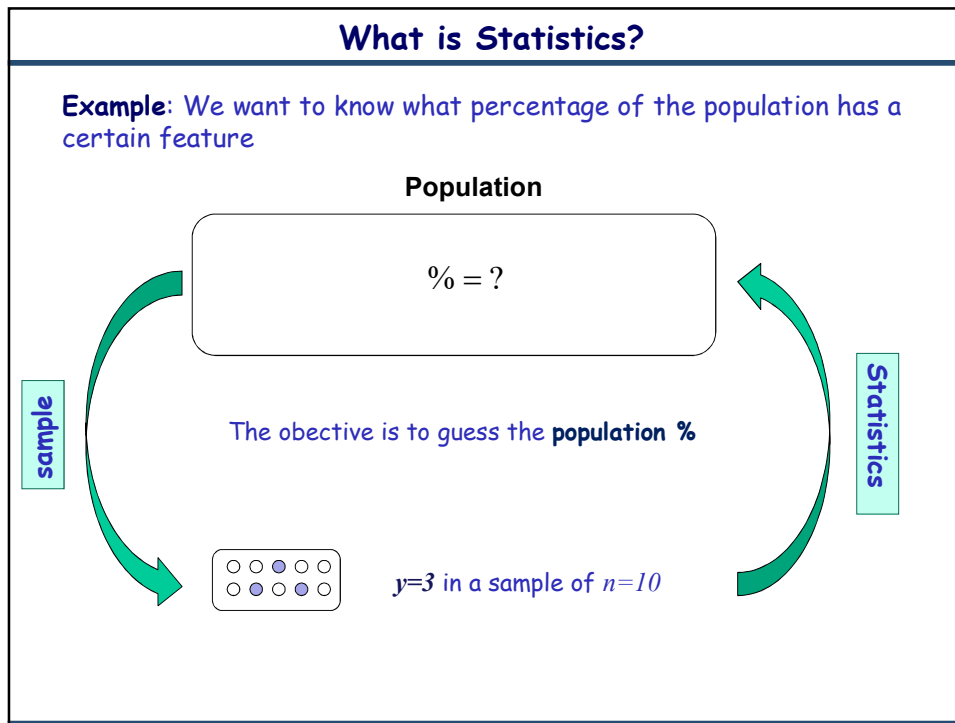 What is Statistics?
Example: We want to know what percentage of the population has a
certain feature
Population
% = ?
sample
Statistics
The obective is to guess the population %
y=3 in a sample of n=10